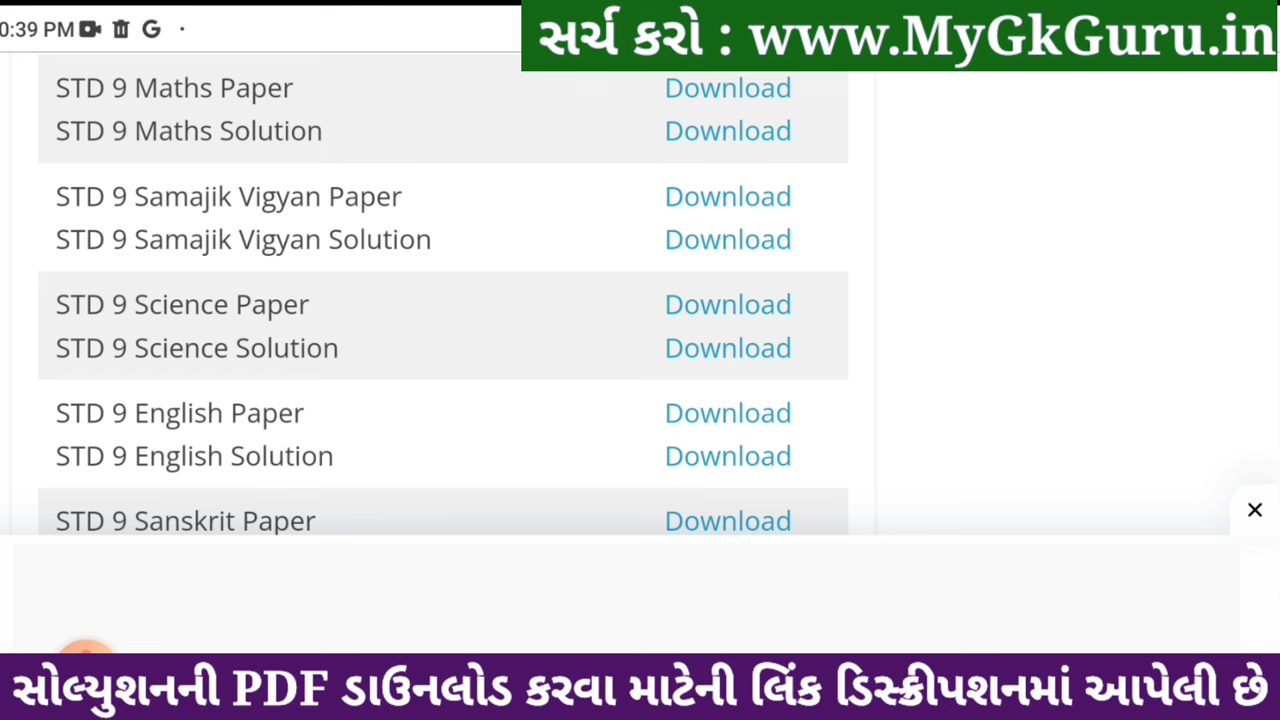 0:39 PM
સર્ચ કરો : www.MyGkGuru.in
STD 9 Maths Paper Download
STD 9 Maths Solution Download
STD 9 Samajik Vigyan Paper Download
STD 9 Samajik Vigyan Solution Download
STD 9 Science Paper Download
STD 9 Science Solution Download
STD 9 English Paper Download
STD 9 English Solution Download
STD 9 Sanskrit Paper Download
સોલ્યુશનની PDF ડાઉનલોડ કરવા માટેની લિંક ડિસ્ક્રીપશનમાં આપેલી છે